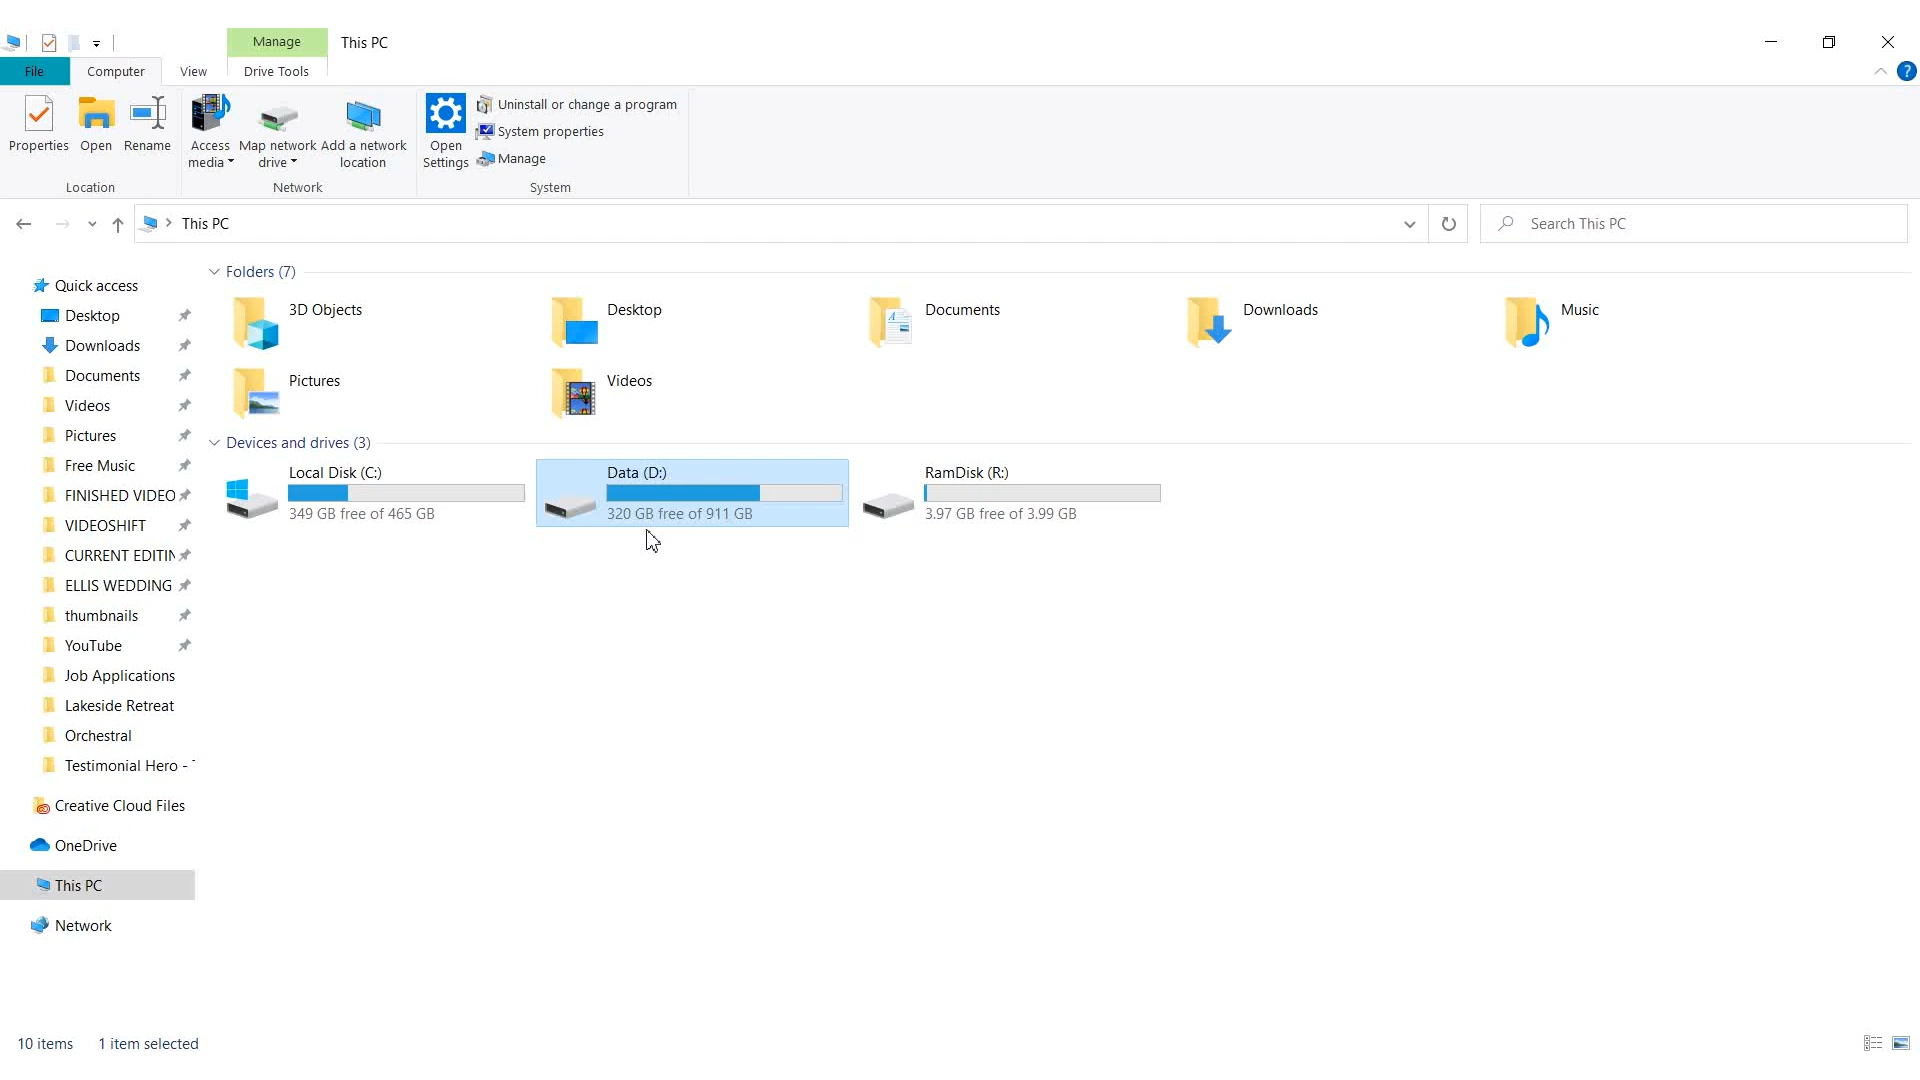 Manage
This PC
File
Computer
View
Drive Tools
Properties
Open
Rename
Access media
Map network drive
Add a network location
Open Settings
Uninstall or change a program
System properties
Manage
Location
Network
System
This PC
Search This PC
Quick access
Desktop
Downloads
Documents
Videos
Pictures
Free Music
FINISHED VIDEO
VIDEOSHIFT
CURRENT EDITIN
ELLIS WEDDING
thumbnails
YouTube
Job Applications
Lakeside Retreat
Orchestral
Testimonial Hero -
Creative Cloud Files
OneDrive
This PC
Network
Folders (7)
3D Objects
Desktop
Documents
Downloads
Music
Pictures
Videos
Devices and drives (3)
Local Disk (C:)
349 GB free of 465 GB
Data (D:)
320 GB free of 911 GB
RamDisk (R:)
3.97 GB free of 3.99 GB
10 items
1 item selected